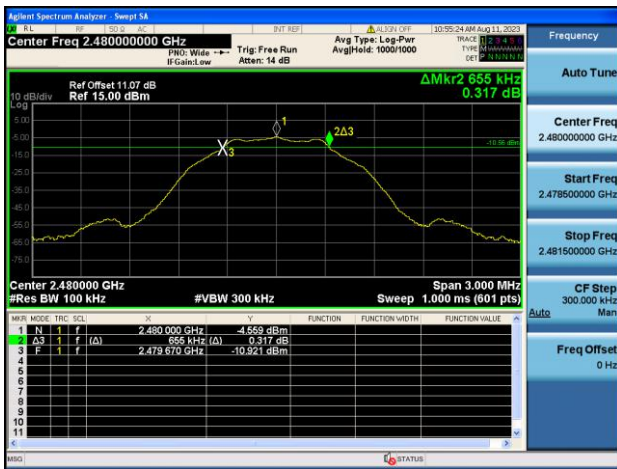 Agilent Spectrum Analyzer - Swept SA
RL RF 50 Ω AC INT REF ALIGN OFF 10:55:24 AM Aug 11, 2023
Center Freq 2.480000000 GHz
PNO: Wide
IFGain:Low
Trig: Free Run
Atten: 14 dB
Avg Type: Log-Pwr
Avg|Hold: 1000/1000
TRACE 1 2 3 4 5 6
TYPE M
DET P N N N N N
Ref Offset 11.07 dB
10 dB/div Ref 15.00 dBm
Log
ΔMkr2 655 kHz
0.317 dB
5.00
-5.00
-15.0
-25.0
-35.0
-45.0
-55.0
-65.0
-75.0
1
2Δ3
3
-10.56 dBm
Center 2.480000 GHz
Span 3.000 MHz
#Res BW 100 kHz
#VBW 300 kHz
Sweep 1.000 ms (601 pts)
MKR MODE TRC SCL X Y FUNCTION FUNCTION WIDTH FUNCTION VALUE
1 N 1 f 2.480 000 GHz -4.559 dBm
2 Δ3 1 f (Δ) 655 kHz (Δ) 0.317 dB
3 F 1 f 2.479 670 GHz -10.921 dBm
4
5
6
7
8
9
10
11
MSG
STATUS
Frequency
Auto Tune
Center Freq
2.480000000 GHz
Start Freq
2.478500000 GHz
Stop Freq
2.481500000 GHz
CF Step
300.000 kHz
Auto Man
Freq Offset
0 Hz